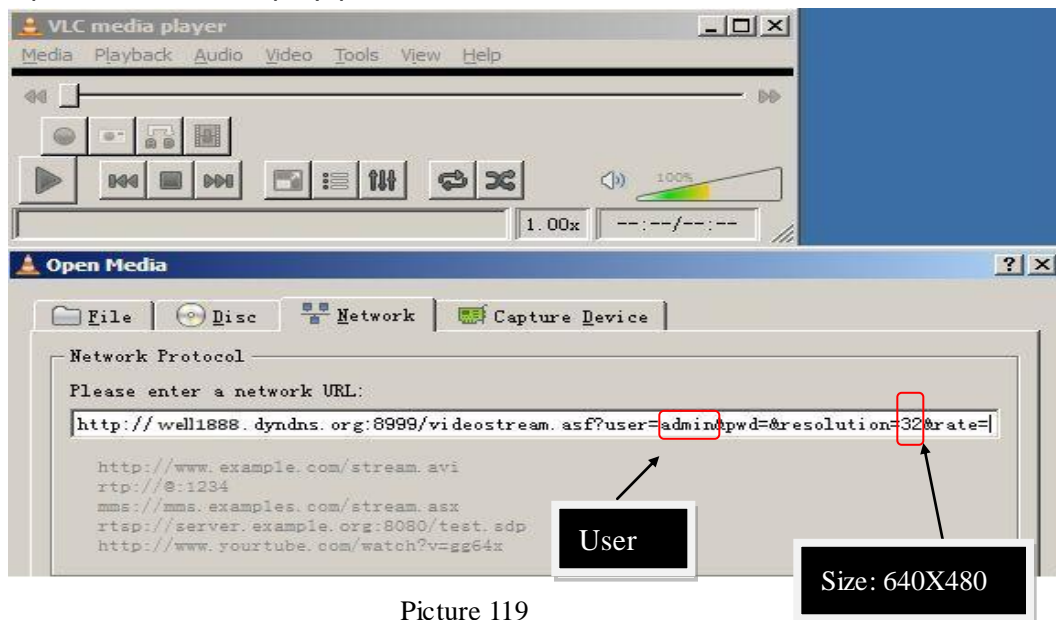 VLC media player
Media Playback Audio Video Tools View Help
100%
1.00x --:--/--:--
Open Media
File Disc Network Capture Device
Network Protocol
Please enter a network URL:
http://well1888.dyndns.org:8999/videostream.asf?user=admin&pwd=&resolution=32&rate=
http://www.example.com/stream.avi
rtp://@:1234
mms://mms.examples.com/stream.asx
rtsp://server.example.org:8080/test.sdp
http://www.yourtube.com/watch?v=gg64x
User
Size: 640X480
Picture 119